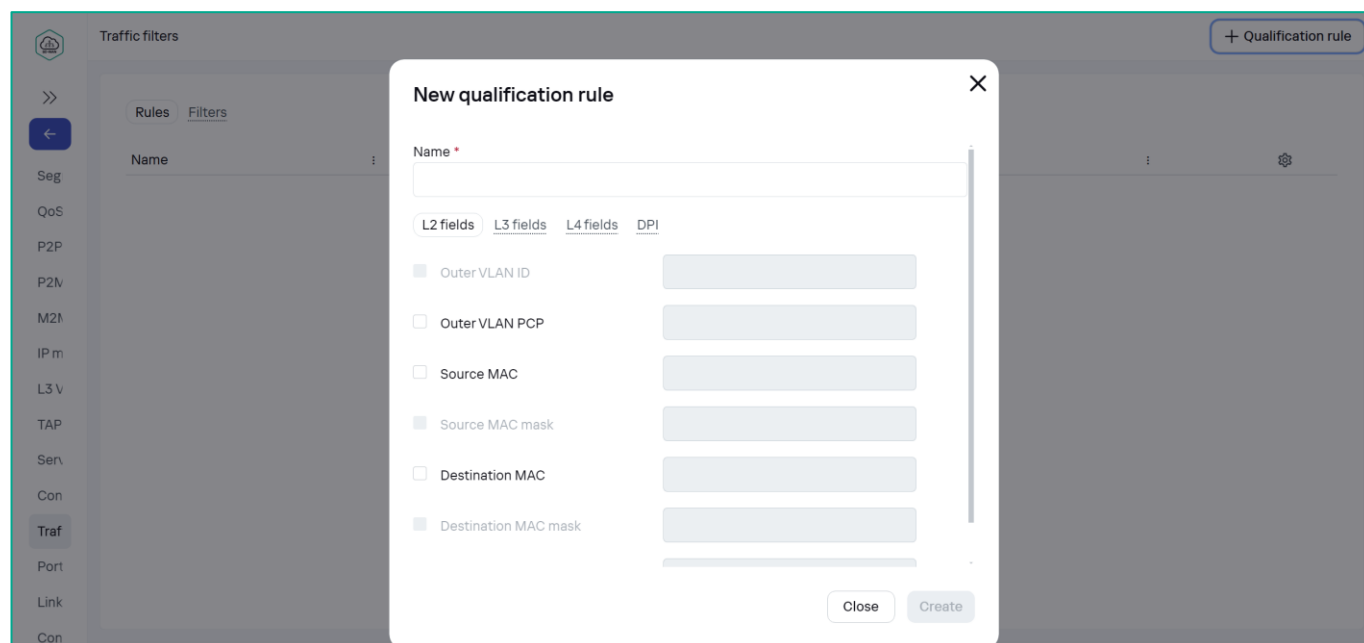 Traffic filters
+ Qualification rule
New qualification rule
Rules Filters
Name
Name *
Seg
QoS
L2 fields L3 fields L4 fields DPI
P2P
Outer VLAN ID
P2M
Outer VLAN PCP
M2M
IP m
Source MAC
L3 V
TAP
Source MAC mask
Serv
Destination MAC
Con
Traf
Destination MAC mask
Port
Link
Close Create
Con